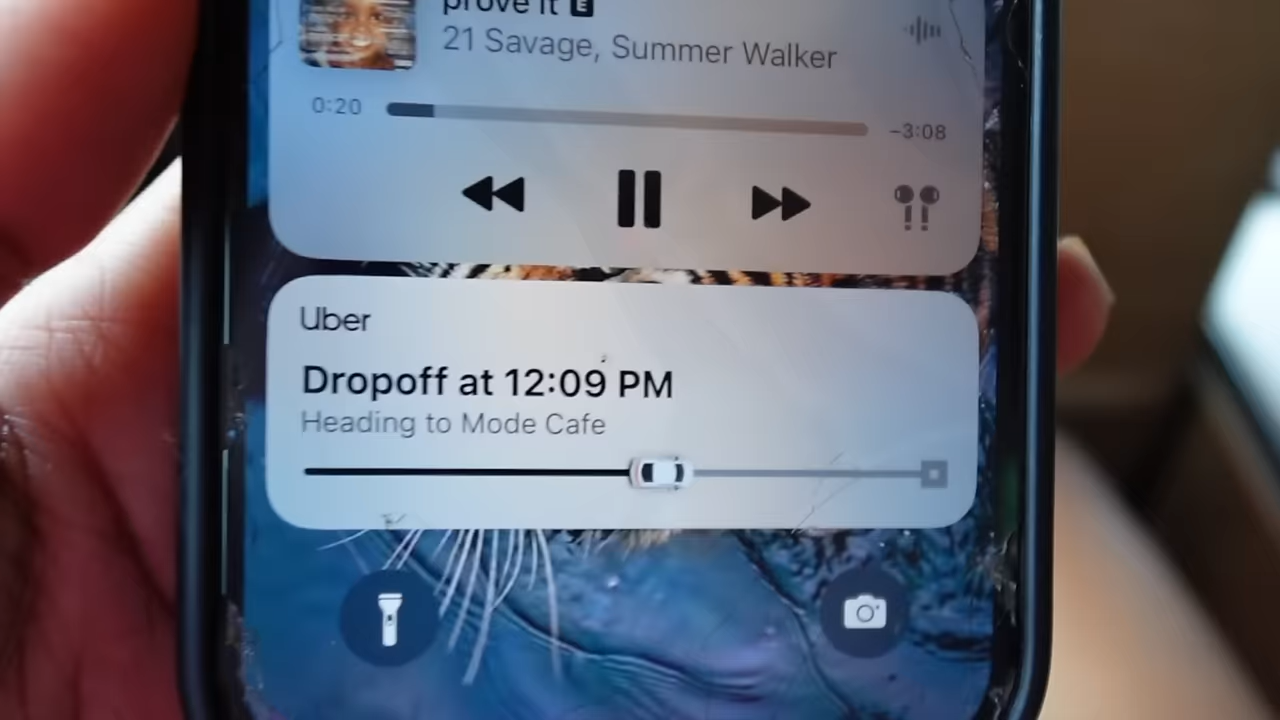 prove it E
21 Savage, Summer Walker
0:20
-3:08
Uber
Dropoff at 12:09 PM
Heading to Mode Cafe